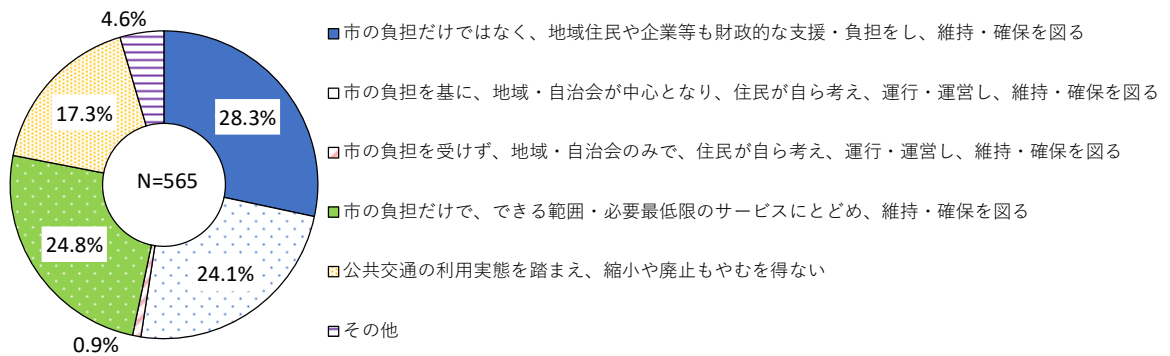 4.6%
28.3%
17.3%
N=565
24.8%
24.1%
0.9%
市の負担だけではなく、地域住民や企業等も財政的な支援・負担をし、維持・確保を図る
市の負担を基に、地域・自治会が中心となり、住民が自ら考え、運行・運営し、維持・確保を図る
市の負担を受けず、地域・自治会のみで、住民が自ら考え、運行・運営し、維持・確保を図る
市の負担だけで、できる範囲・必要最低限のサービスにとどめ、維持・確保を図る
公共交通の利用実態を踏まえ、縮小や廃止もやむを得ない
その他